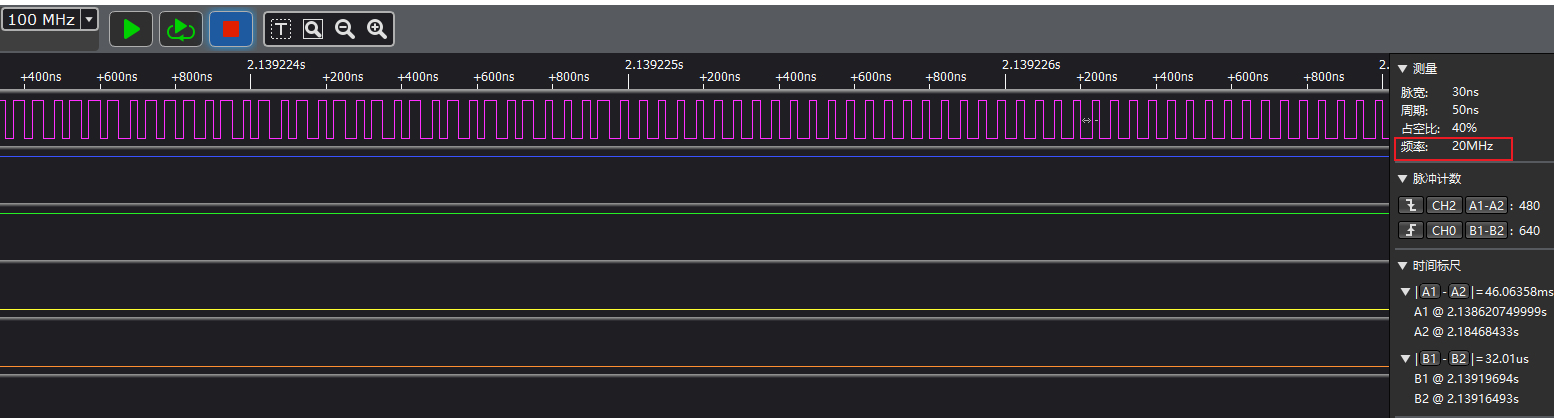 100 MHz
T
2.139224s 2.139225s 2.139226s 2.
+400ns +600ns +800ns +200ns +400ns +600ns +800ns +200ns +400ns +600ns +800ns +200ns +400ns +600ns +800ns
测量
脉宽: 30ns
周期: 50ns
占空比: 40%
频率: 20MHz
脉冲计数
CH2 A1-A2 : 480
CH0 B1-B2 : 640
时间标尺
| A1 - A2 |=46.06358ms
A1 @ 2.138620749999s
A2 @ 2.18468433s
| B1 - B2 |=32.01us
B1 @ 2.13919694s
B2 @ 2.13916493s